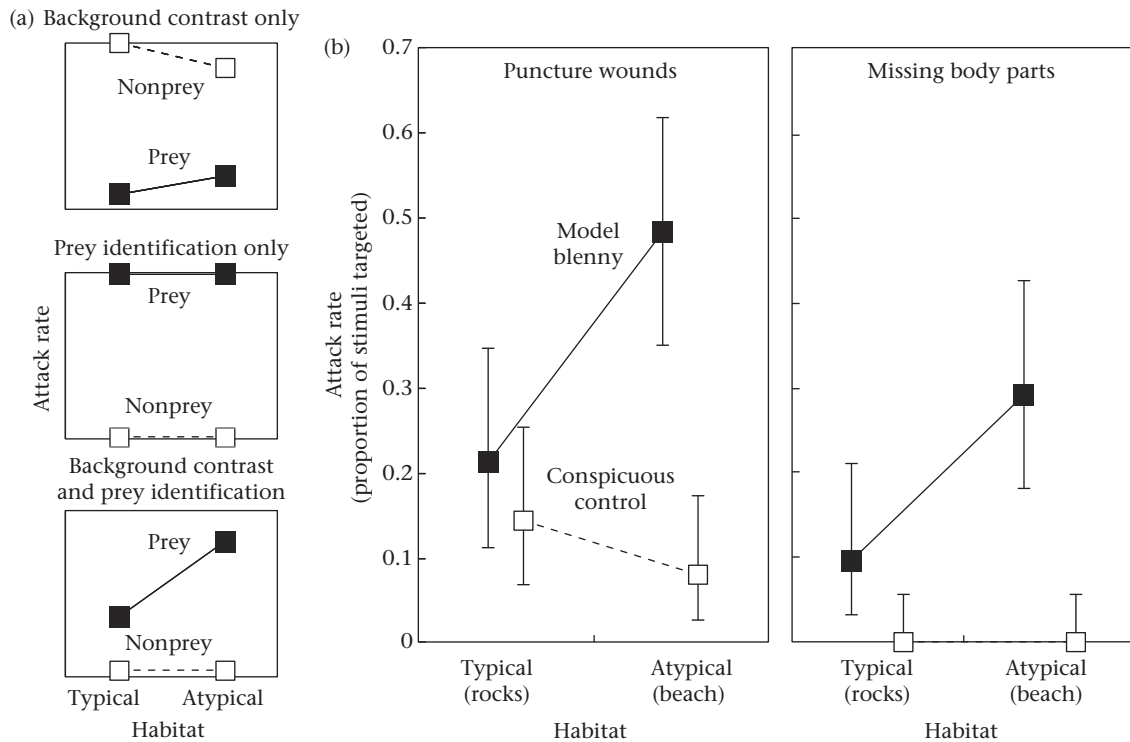 (a) Background contrast only
Nonprey
Prey
Prey identification only
Prey
Nonprey
Background contrast
and prey identification
Prey
Nonprey
Typical Atypical
Habitat
Attack rate
(b)
Puncture wounds
0.7
0.6
0.5
0.4
0.3
0.2
0.1
0
Attack rate
(proportion of stimuli targeted)
Model
blenny
Conspicuous
control
Typical
(rocks)
Atypical
(beach)
Habitat
Missing body parts
Typical
(rocks)
Atypical
(beach)
Habitat